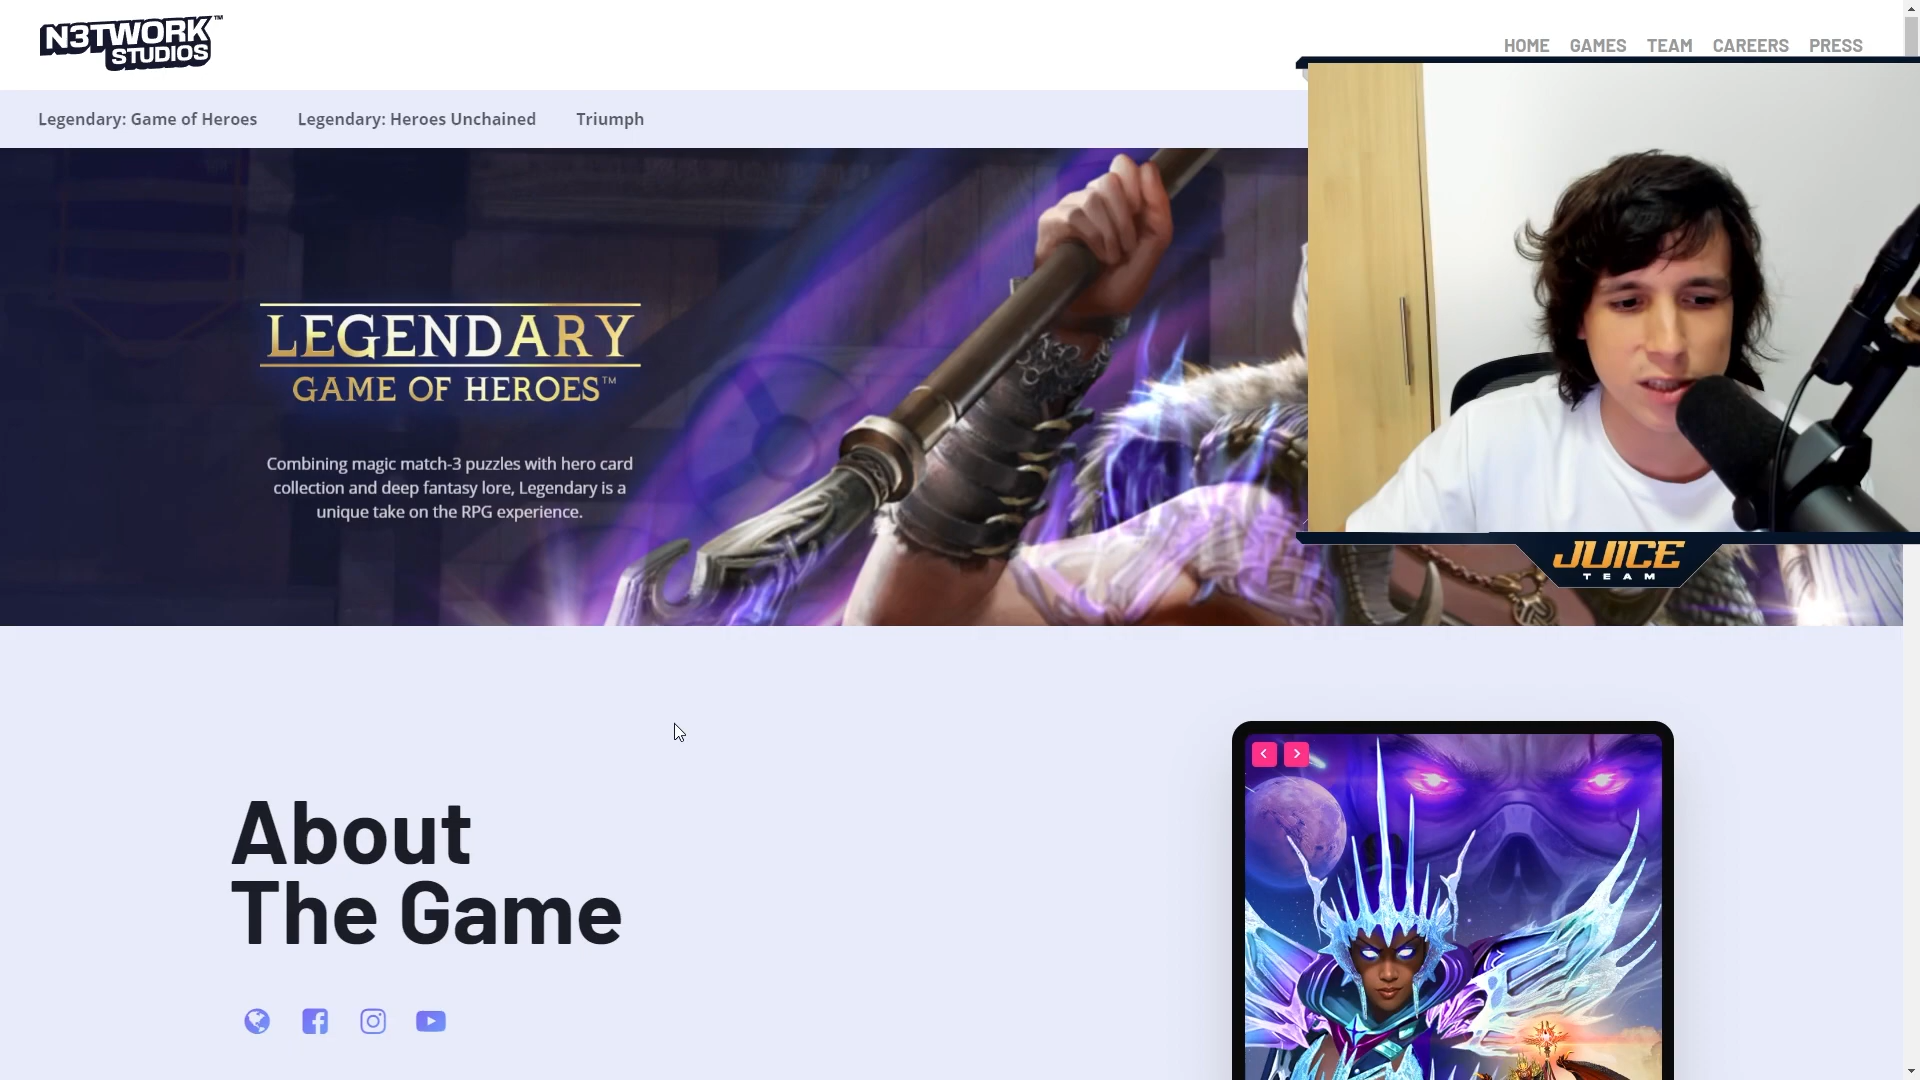 N3TWORK™
STUDIOS
HOME GAMES TEAM CAREERS PRESS
Legendary: Game of Heroes Legendary: Heroes Unchained Triumph
LEGENDARY
GAME OF HEROES™
Combining magic match-3 puzzles with hero card
collection and deep fantasy lore, Legendary is a
unique take on the RPG experience.
JUICE
TEAM
About
The Game